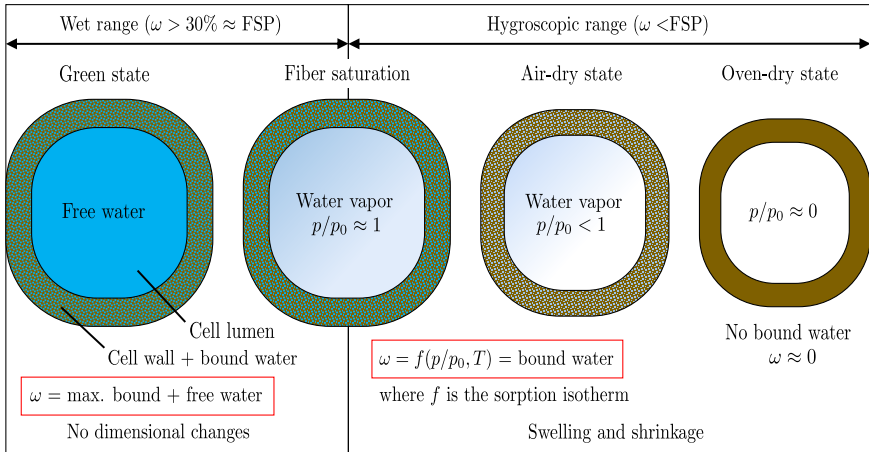 Wet range (ω > 30% ≈ FSP)
Hygroscopic range (ω <FSP)
Green state
Fiber saturation
Air-dry state
Oven-dry state
Free water
Water vapor
p/p₀ ≈ 1
Water vapor
p/p₀ < 1
p/p₀ ≈ 0
Cell lumen
Cell wall + bound water
ω = max. bound + free water
No dimensional changes
ω = f(p/p₀, T) = bound water
where f is the sorption isotherm
No bound water
ω ≈ 0
Swelling and shrinkage